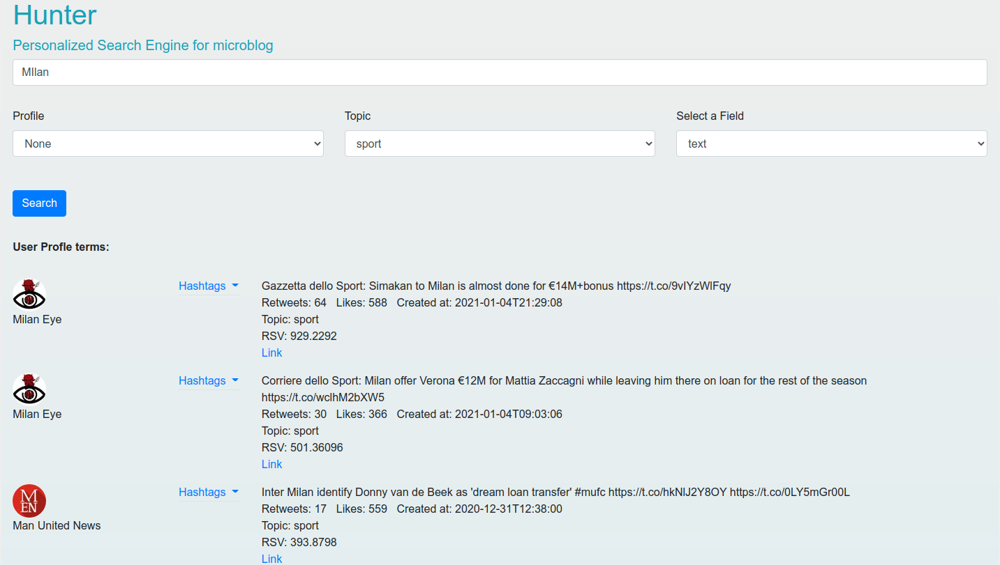 Hunter
Personalized Search Engine for microblog
MIlan
Profile Topic Select a Field
None sport text
Search
User Profle terms:
Hashtags Gazzetta dello Sport: Simakan to Milan is almost done for €14M+bonus https://t.co/9vIYzWlFqy
Retweets: 64 Likes: 588 Created at: 2021-01-04T21:29:08
Milan Eye Topic: sport
RSV: 929.2292
Link
Hashtags Corriere dello Sport: Milan offer Verona €12M for Mattia Zaccagni while leaving him there on loan for the rest of the season
https://t.co/wclhM2bXW5
Milan Eye Retweets: 30 Likes: 366 Created at: 2021-01-04T09:03:06
Topic: sport
RSV: 501.36096
Link
MEN Hashtags Inter Milan identify Donny van de Beek as 'dream loan transfer' #mufc https://t.co/hkNlJ2Y8OY https://t.co/0LY5mGr00L
Retweets: 17 Likes: 559 Created at: 2020-12-31T12:38:00
Man United News Topic: sport
RSV: 393.8798
Link